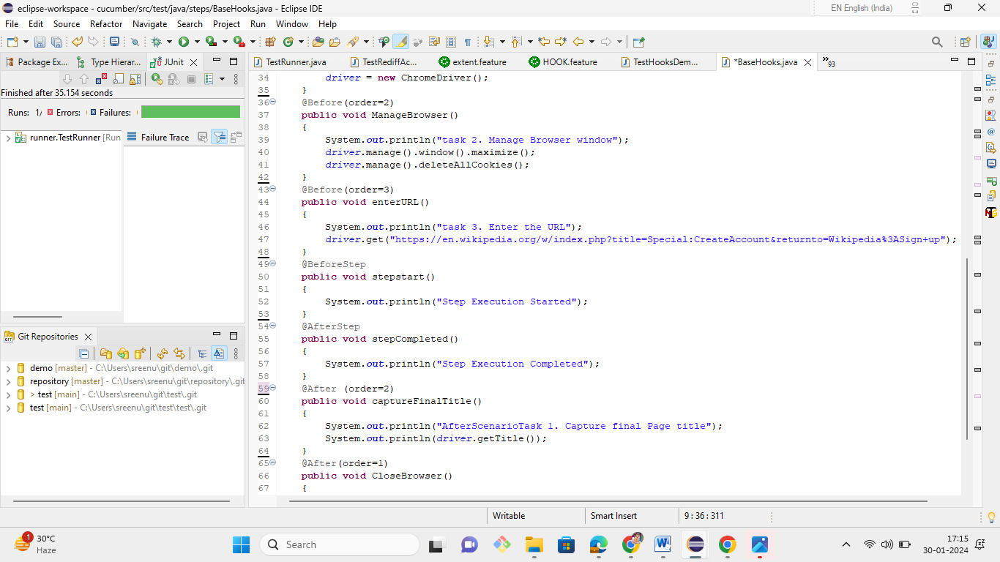 eclipse-workspace - cucumber/src/test/java/steps/BaseHooks.java - Eclipse IDE
EN English (India)
File Edit Source Refactor Navigate Search Project Run Window Help
Package Ex... Type Hierar... JUnit
TestRunner.java TestRediffAc... extent.feature HOOK.feature TestHooksDem... *BaseHooks.java »93
Finished after 35.154 seconds
Runs: 1/ Errors: Failures:
runner.TestRunner [Run
Failure Trace
34 driver = new ChromeDriver();
35 }
36 @Before(order=2)
37 public void ManageBrowser()
38 {
39 System.out.println("task 2. Manage Browser window");
40 driver.manage().window().maximize();
41 driver.manage().deleteAllCookies();
42 }
43 @Before(order=3)
44 public void enterURL()
45 {
46 System.out.println("task 3. Enter the URL");
47 driver.get("https://en.wikipedia.org/w/index.php?title=Special:CreateAccount&returnto=Wikipedia%3ASign+up");
48 }
49 @BeforeStep
50 public void stepstart()
51 {
52 System.out.println("Step Execution Started");
53 }
54 @AfterStep
55 public void stepCompleted()
56 {
57 System.out.println("Step Execution Completed");
58 }
59 @After (order=2)
60 public void captureFinalTitle()
61 {
62 System.out.println("AfterScenarioTask 1. Capture final Page title");
63 System.out.println(driver.getTitle());
64 }
65 @After(order=1)
66 public void CloseBrowser()
67 {
Git Repositories
demo [master] - C:\Users\sreenu\git\demo\.git
repository [master] - C:\Users\sreenu\git\repository\.git
> test [main] - C:\Users\sreenu\git\test\.git
test [main] - C:\Users\sreenu\git\test\test\.git
Writable Smart Insert 9 : 36 : 311
1
30°C
Haze
Search
17:15
30-01-2024